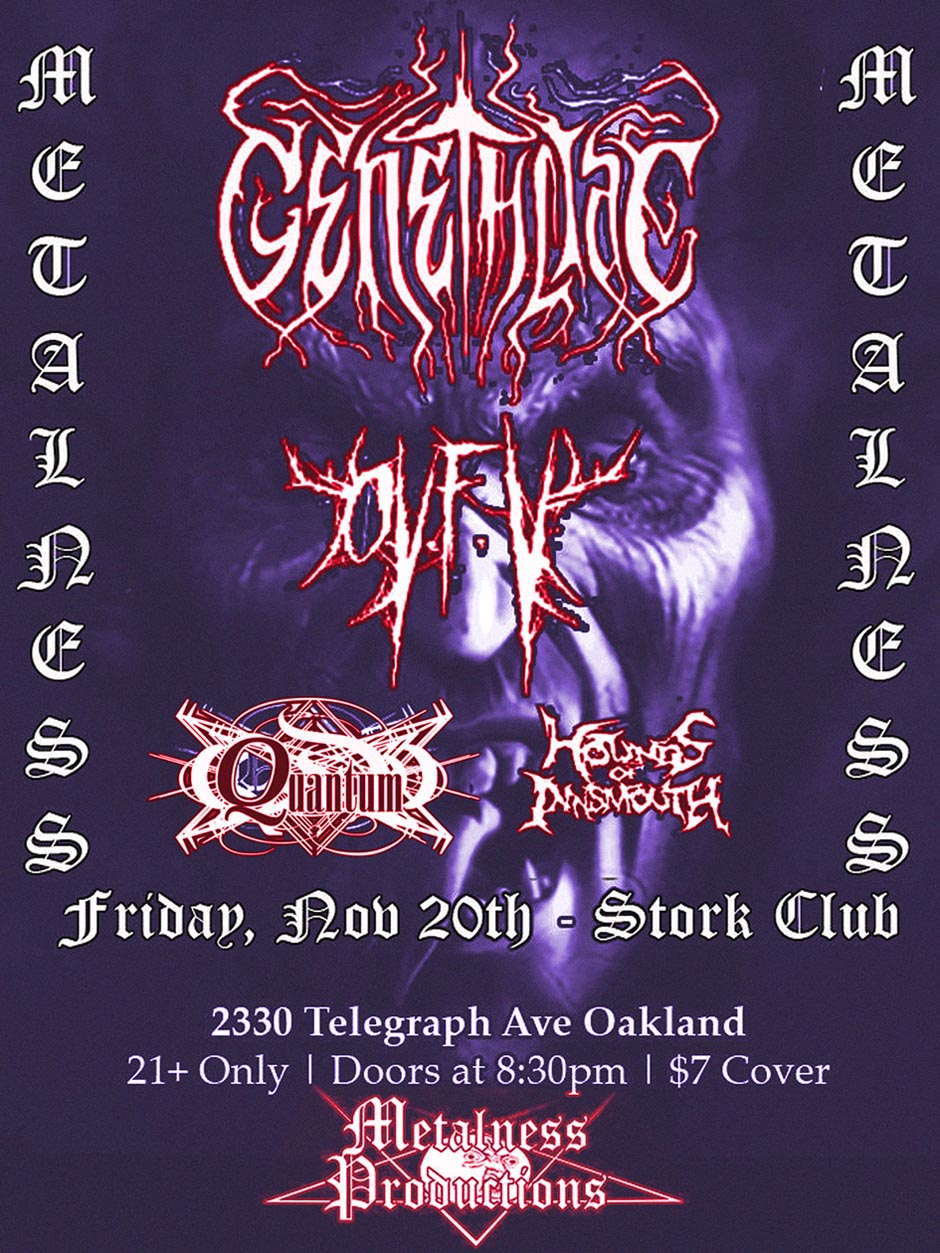 METALNESS
GENETHLIAC
METALNESS
Quantum
HOUNDS
OF
INNSMOUTH
Friday, Nov 20th - Stork Club
2330 Telegraph Ave Oakland
21+ Only | Doors at 8:30pm | $7 Cover
Metalness
Productions